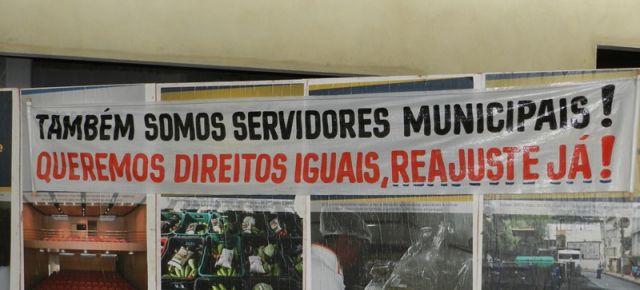 TAMBÉM SOMOS SERVIDORES MUNICIPAIS!
QUEREMOS DIREITOS IGUAIS, REAJUSTE JÁ!